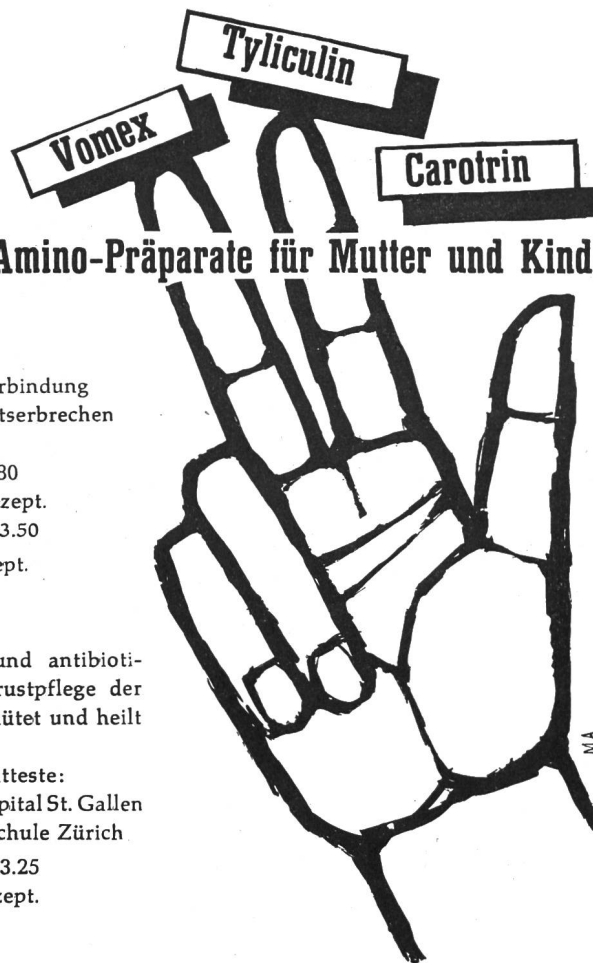 Tyliculin
Vomex
Carotrin
Amino-Präparate für Mutter und Kind
rbindung
tserbrechen
80
zept.
3.50
ept.
und antibioti-
rustpflege der
ütet und heilt
tteste:
pital St. Gallen
chule Zürich
3.25
zept.
MA